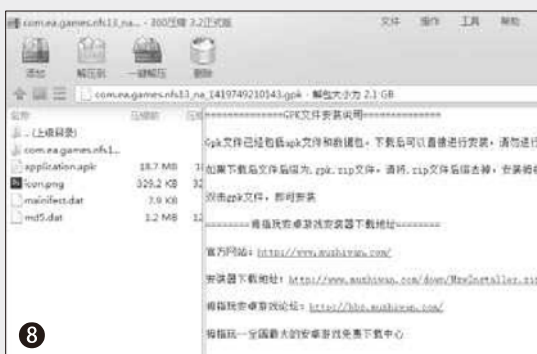 com.ea.games.nfs13_na... - 360压缩 3.2正式版
文件 操作 工具 帮助
添加 解压到 一键解压 删除
com.ea.games.nfs13_na_1419749210143.gpk - 解包大小为 2.1 GB
名称 压缩前 压缩
..(上级目录)
com.ea.games.nfs1...
application.apk 18.7 MB
icon.png 329.2 KB 32
mainifest.dat 7.9 KB
md5.dat 1.2 MB 12
==============GPK文件安装说明==============
Gpk文件已经包括apk文件和数据包，下载后可以直接进行安装，请勿进行
如果下载后文件后缀为.gpk.zip文件，请将.zip文件后缀去掉，安装
双击gpk文件，即可安装
========拇指玩安卓游戏安装器下载地址========
官方网站：http://www.muzhiwan.com/
安装器下载地址：http://www.muzhiwan.com/down/MzwInstaller.zip
拇指玩安卓游戏论坛：http://bbs.muzhiwan.com/
拇指玩--全国最大的安卓游戏免费下载中心
8